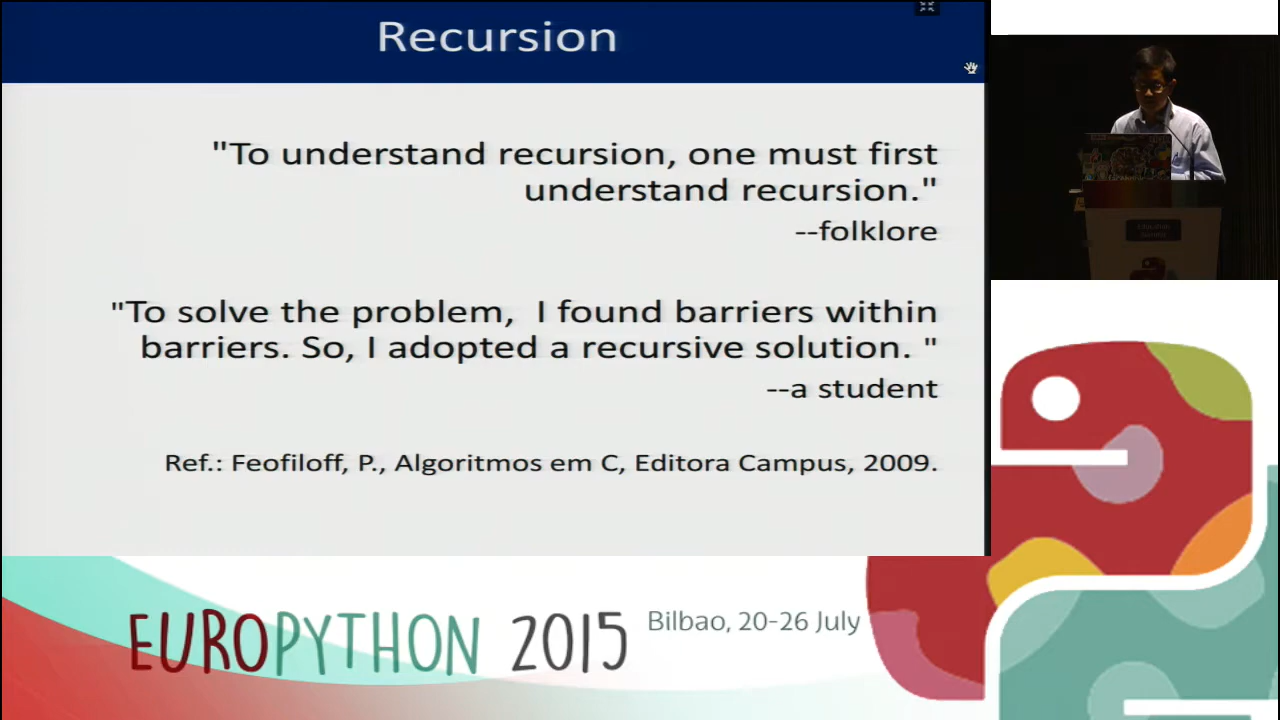 Recursion
"To understand recursion, one must first
understand recursion."
--folklore
"To solve the problem,  I found barriers within
barriers. So, I adopted a recursive solution. "
--a student
Ref.: Feofiloff, P., Algoritmos em C, Editora Campus, 2009.
EUROPYTHON 2015
Bilbao, 20-26 July